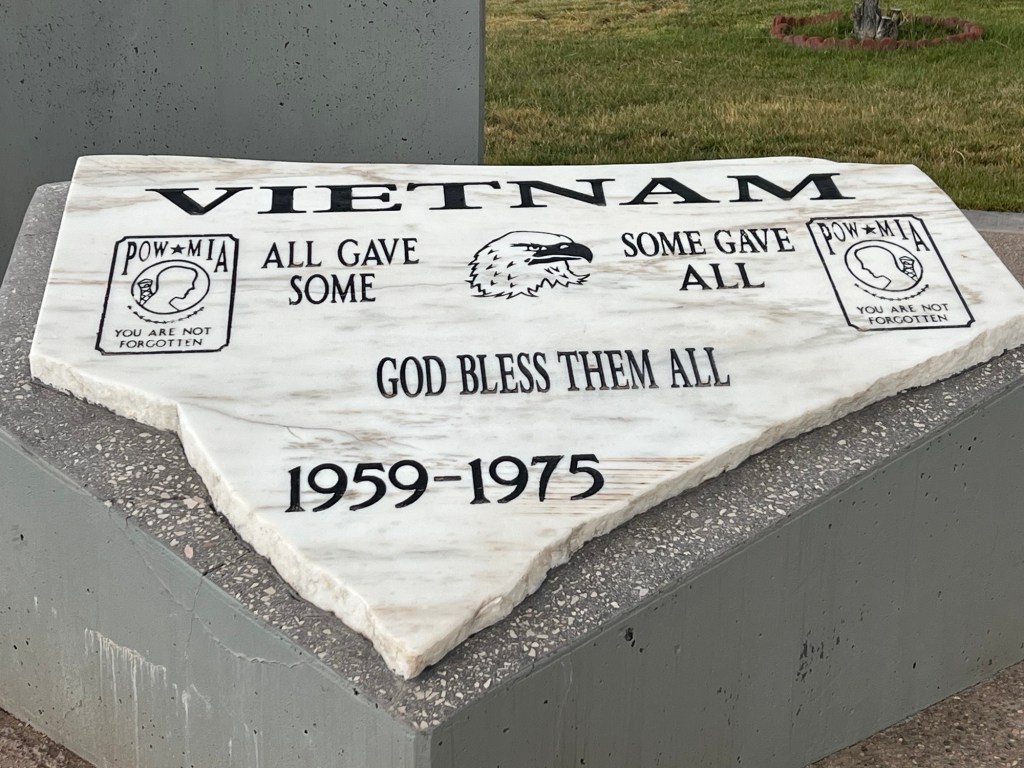 VIETNAM
POW★MIA
YOU ARE NOT
FORGOTTEN
ALL GAVE
SOME
SOME GAVE
ALL
POW★MIA
YOU ARE NOT
FORGOTTEN
GOD BLESS THEM ALL
1959-1975